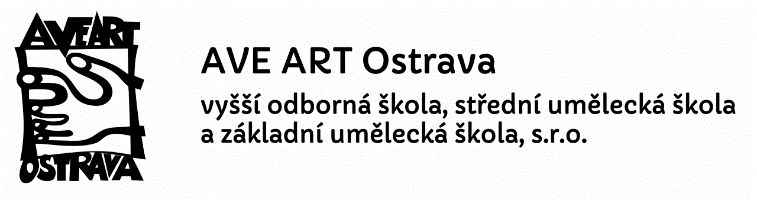 AVE ART
OSTRAVA
AVE ART Ostrava
vyšší odborná škola, střední umělecká škola
a základní umělecká škola, s.r.o.